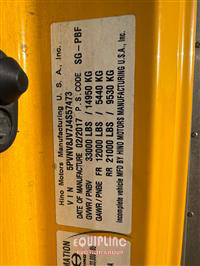 Hino Motors Manufacturing U.S.A., Inc.
VIN 5PVNV8JV7J4S57473
DATE OF MANUFACTURE 02/2017 P.S. CODE SG-PBF
GVWR / PNBV 33000 LBS / 14950 KG
GAWR / PNBE FR 12000 LBS / 5440 KG
RR 21000 LBS / 9530 KG
Incomplete vehicle MFD BY HINO MOTORS MANUFACTURING U.S.A., INC.
EQUIPLINC